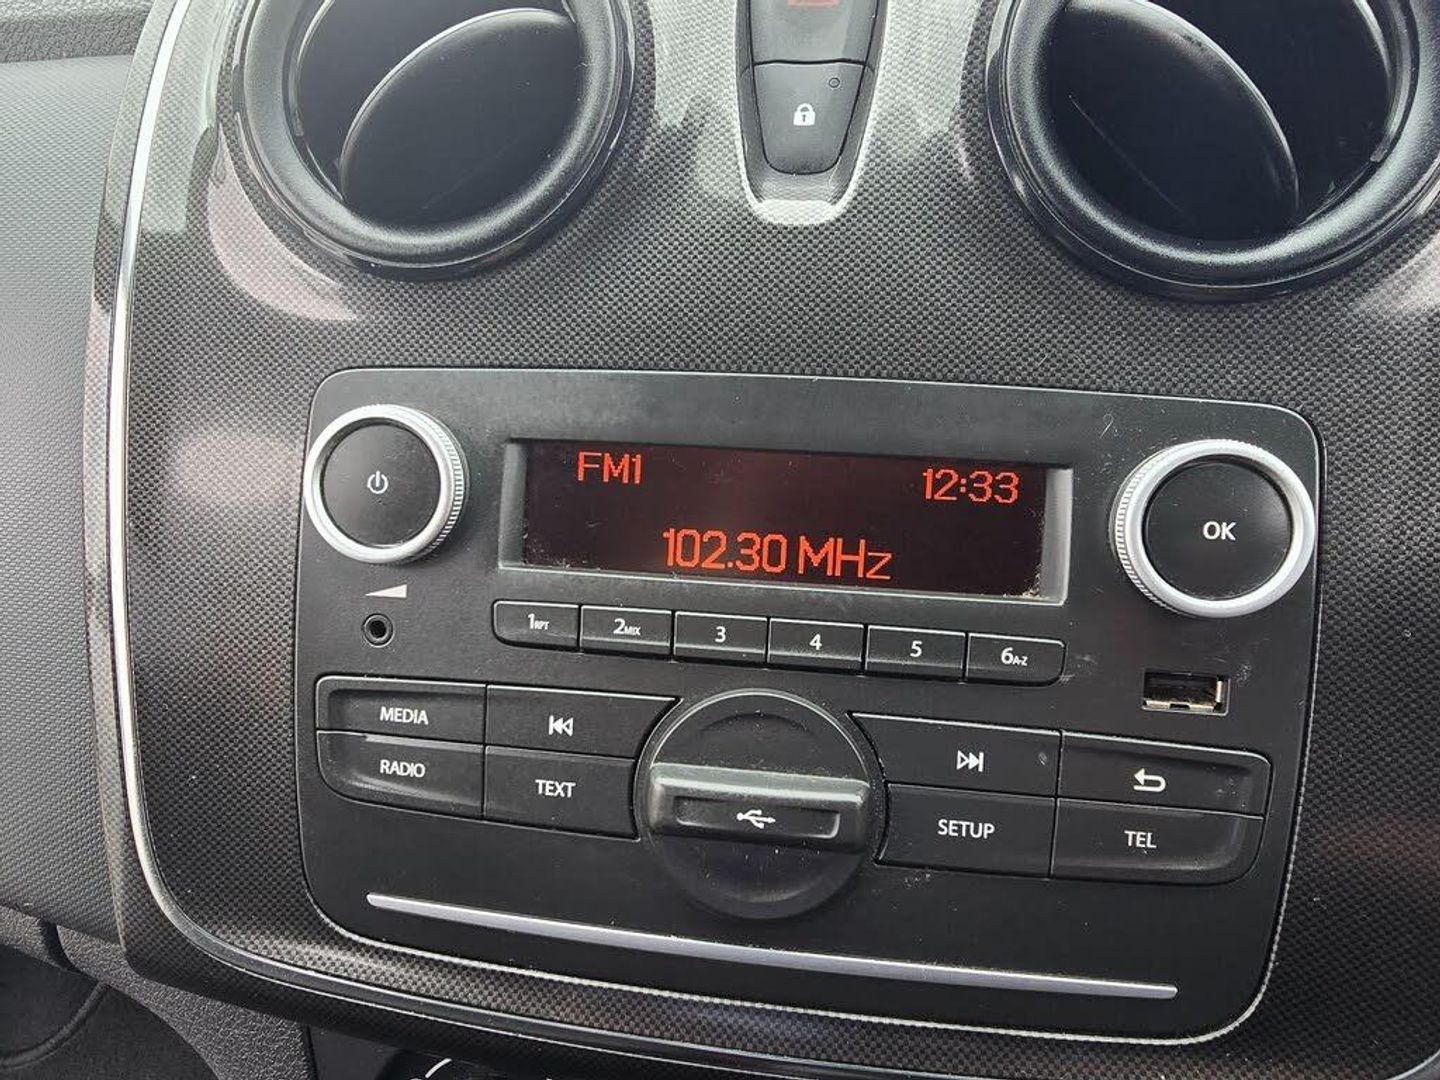 FM1 12:33
102.30 MHz
1RPT 2MIX 3 4 5 6A-Z
OK
MEDIA
RADIO TEXT
SETUP TEL